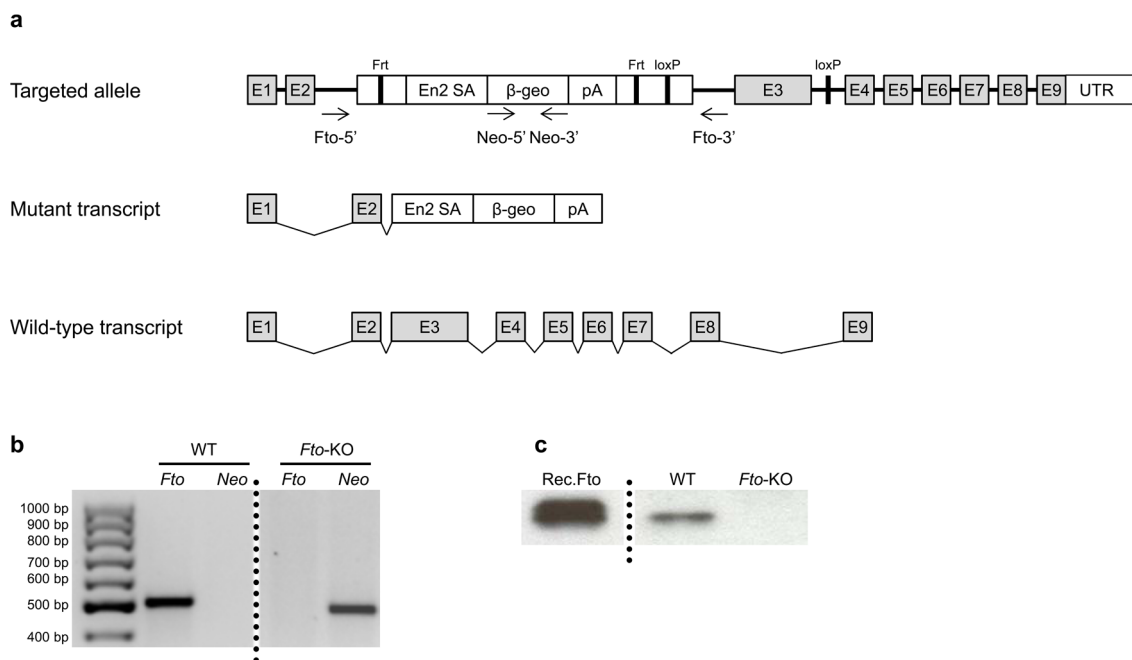 a
Frt Frt loxP loxP
Targeted allele E1 E2 En2 SA β-geo pA E3 E4 E5 E6 E7 E8 E9 UTR
Fto-5’ Neo-5’ Neo-3’ Fto-3’
Mutant transcript E1 E2 En2 SA β-geo pA
Wild-type transcript E1 E2 E3 E4 E5 E6 E7 E8 E9
b
WT Fto-KO
Fto Neo Fto Neo
1000 bp
900 bp
800 bp
700 bp
600 bp
500 bp
400 bp
c
Rec.Fto WT Fto-KO